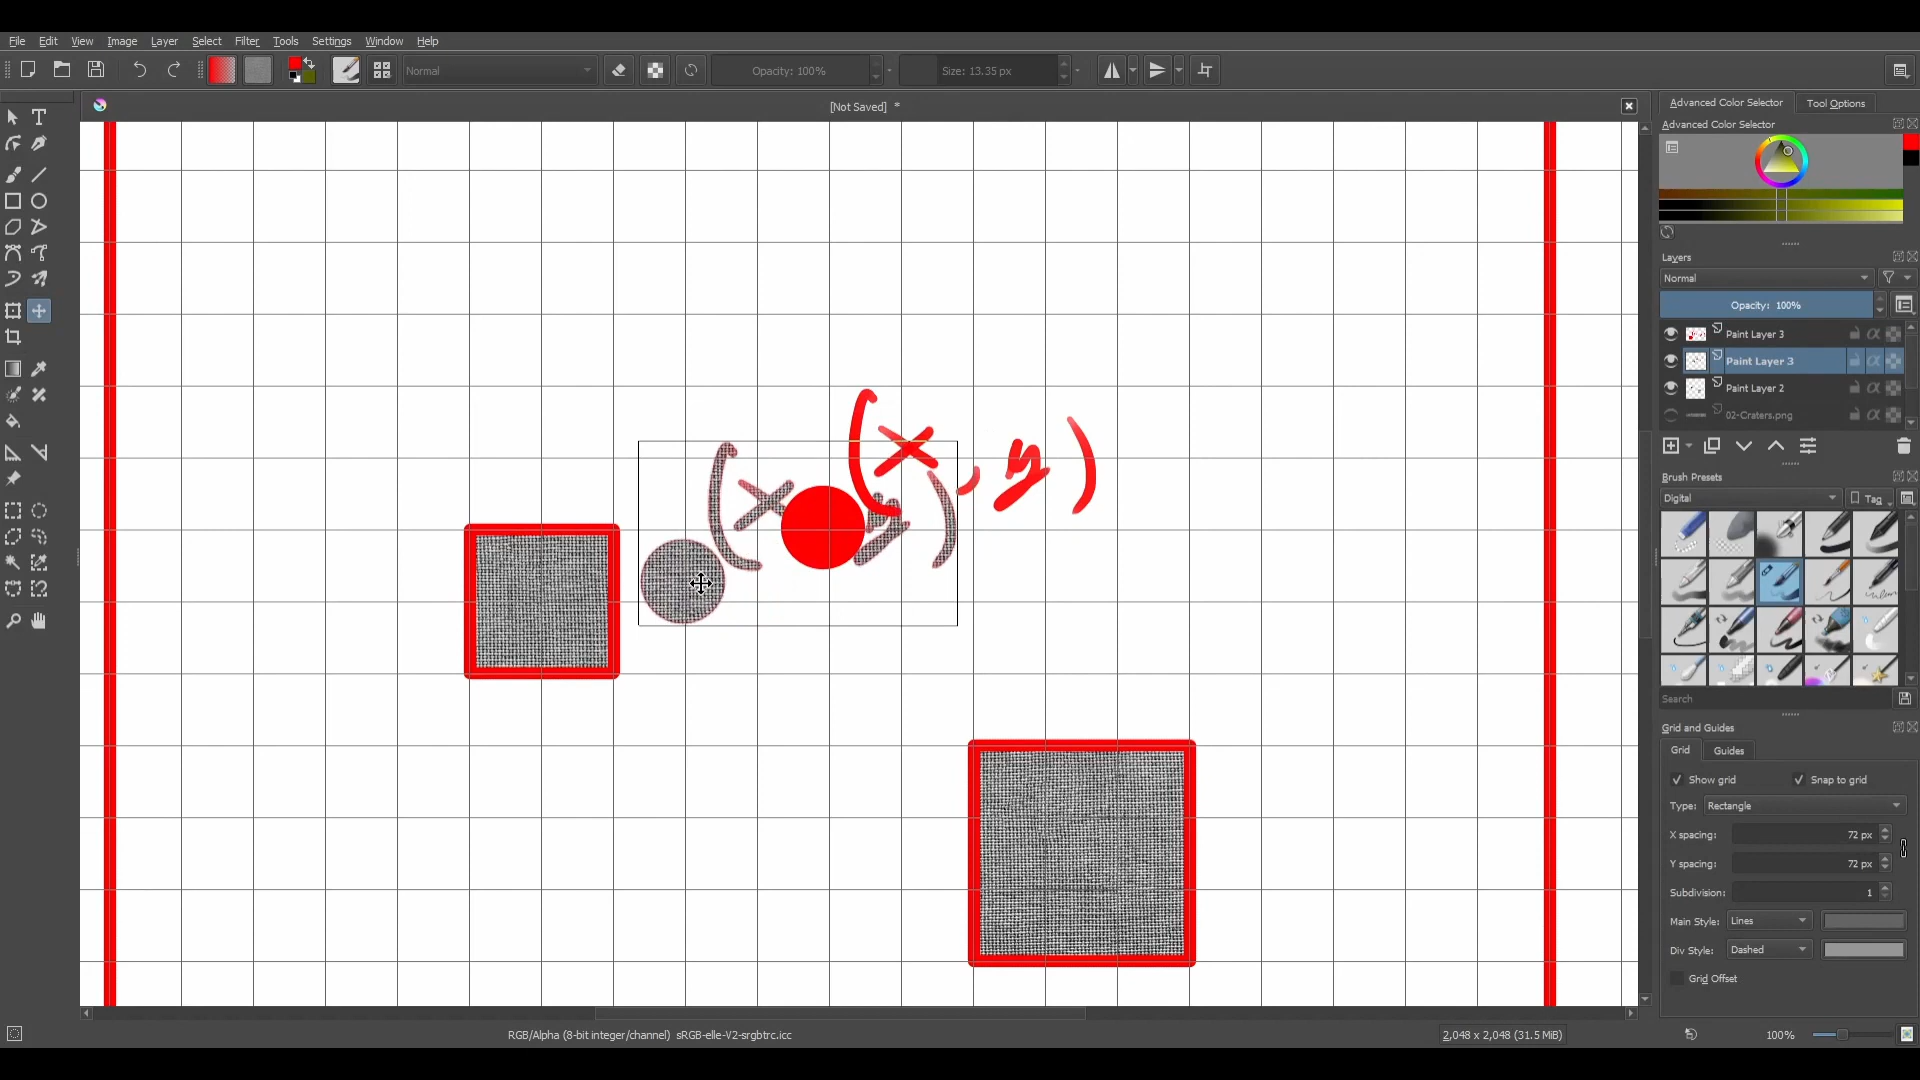 File Edit View Image Layer Select Filter Tools Settings Window Help
Normal Opacity: 100% Size: 13.35 px
[Not Saved] *
Advanced Color Selector Tool Options
Advanced Color Selector
Layers
Normal
Opacity: 100%
Paint Layer 3
Paint Layer 3
Paint Layer 2
02-Craters.png
Brush Presets
Digital Tag
Search
Grid and Guides
Grid Guides
Show grid Snap to grid
Type: Rectangle
X spacing: 72 px
Y spacing: 72 px
Subdivision: 1
Main Style: Lines
Div Style: Dashed
Grid Offset
(x, y)
(x y)
RGB/Alpha (8-bit integer/channel) sRGB-elle-V2-srgbtrc.icc 2,048 x 2,048 (31.5 MiB) 100%